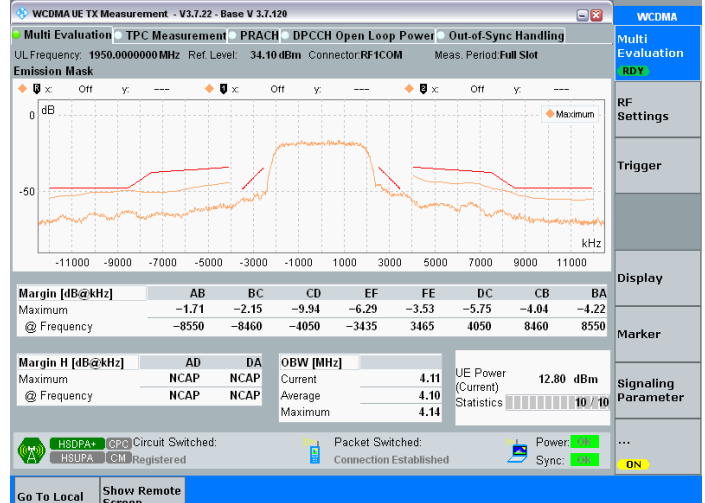 WCDMA UE TX Measurement - V3.7.22 - Base V 3.7.120
WCDMA
Multi Evaluation TPC Measurement PRACH DPCCH Open Loop Power Out-of-Sync Handling
UL Frequency: 1950.0000000 MHz Ref. Level: 34.10 dBm Connector: RF1COM Meas. Period: Full Slot
Emission Mask
R x: Off y: --- 1 x: Off y: --- 2 x: Off y: ---
dB
Maximum
0
-50
kHz
-11000 -9000 -7000 -5000 -3000 -1000 1000 3000 5000 7000 9000 11000
Margin [dB@kHz] AB BC CD EF FE DC CB BA
Maximum -1.71 -2.15 -9.94 -6.29 -3.53 -5.75 -4.04 -4.22
@ Frequency -8550 -8460 -4050 -3435 3465 4050 8460 8550
Margin H [dB@kHz] AD DA
Maximum NCAP NCAP
@ Frequency NCAP NCAP
OBW [MHz]
Current 4.11
Average 4.10
Maximum 4.14
UE Power
(Current) 12.80 dBm
Statistics 10 / 10
HSDPA+ CPC Circuit Switched:
HSUPA CM Registered
Packet Switched:
Connection Established
Power: OK
Sync: OK
Multi
Evaluation
RDY
RF
Settings
Trigger
Display
Marker
Signaling
Parameter
...
ON
Go To Local
Show Remote
Screen